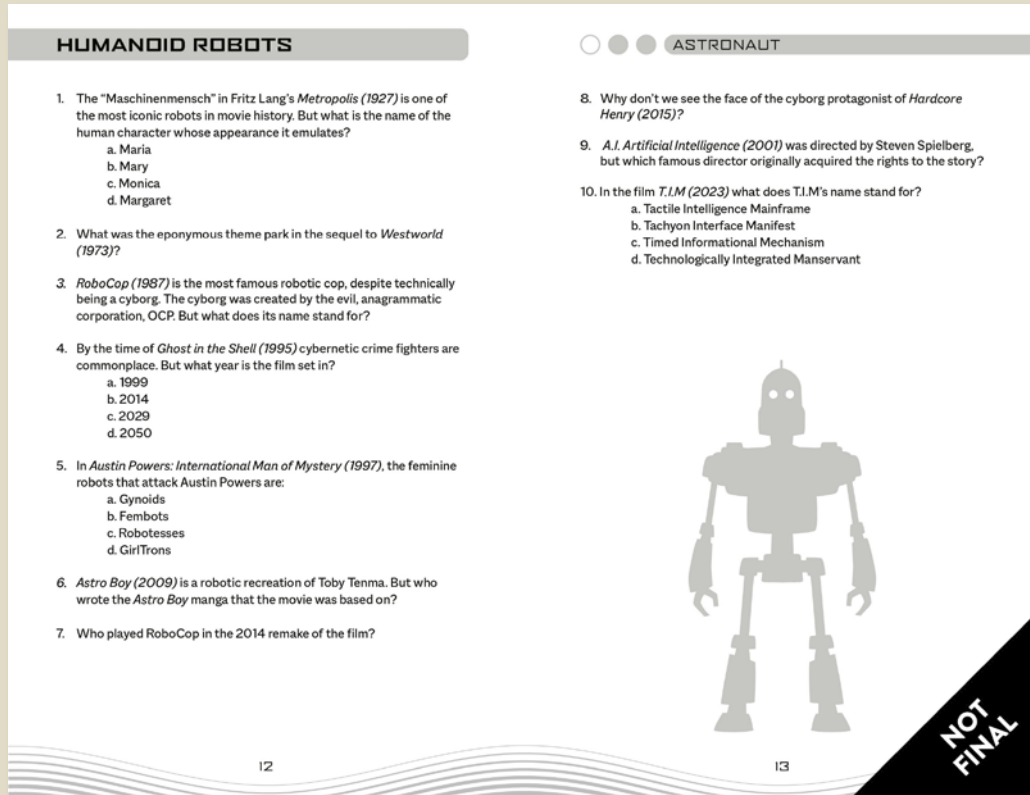 HUMANOID ROBOTS
1. The “Maschinenmensch” in Fritz Lang’s Metropolis (1927) is one of
the most iconic robots in movie history. But what is the name of the
human character whose appearance it emulates?
a. Maria
b. Mary
c. Monica
d. Margaret
2. What was the eponymous theme park in the sequel to Westworld
(1973)?
3. RoboCop (1987) is the most famous robotic cop, despite technically
being a cyborg. The cyborg was created by the evil, anagrammatic
corporation, OCP. But what does its name stand for?
4. By the time of Ghost in the Shell (1995) cybernetic crime fighters are
commonplace. But what year is the film set in?
a. 1999
b. 2014
c. 2029
d. 2050
5. In Austin Powers: International Man of Mystery (1997), the feminine
robots that attack Austin Powers are:
a. Gynoids
b. Fembots
c. Robotesses
d. GirlTrons
6. Astro Boy (2009) is a robotic recreation of Toby Tenma. But who
wrote the Astro Boy manga that the movie was based on?
7. Who played RoboCop in the 2014 remake of the film?
12
ASTRONAUT
8. Why don’t we see the face of the cyborg protagonist of Hardcore
Henry (2015)?
9. A.I. Artificial Intelligence (2001) was directed by Steven Spielberg,
but which famous director originally acquired the rights to the story?
10. In the film T.I.M (2023) what does T.I.M’s name stand for?
a. Tactile Intelligence Mainframe
b. Tachyon Interface Manifest
c. Timed Informational Mechanism
d. Technologically Integrated Manservant
13
NOT
FINAL